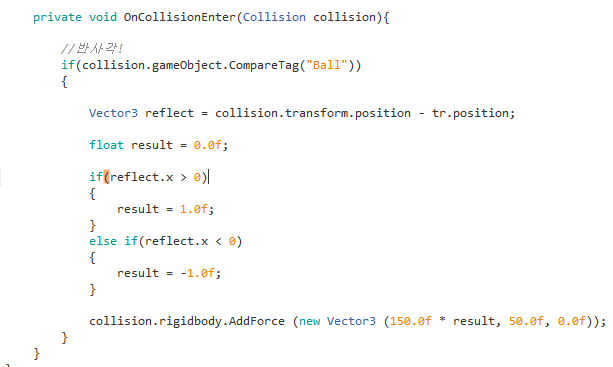 private void OnCollisionEnter(Collision collision){
//반사각!
if(collision.gameObject.CompareTag("Ball"))
{
Vector3 reflect = collision.transform.position - tr.position;
float result = 0.0f;
if(reflect.x > 0)
{
result = 1.0f;
}
else if(reflect.x < 0)
{
result = -1.0f;
}
collision.rigidbody.AddForce (new Vector3 (150.0f * result, 50.0f, 0.0f));
}
}